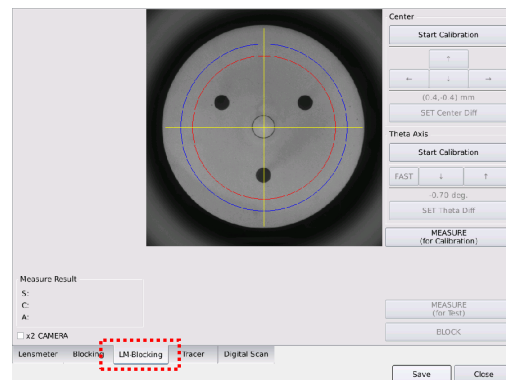 Center
Start Calibration
↑
← ↓ →
(0.4,-0.4) mm
SET Center Diff
Theta Axis
Start Calibration
FAST ↓ ↑
-0.70 deg.
SET Theta Diff
MEASURE
(for Calibration)
Measure Result
S:
C:
A:
x2 CAMERA
MEASURE
(for Test)
BLOCK
Lensmeter Blocking LM-Blocking Tracer Digital Scan
Save Close